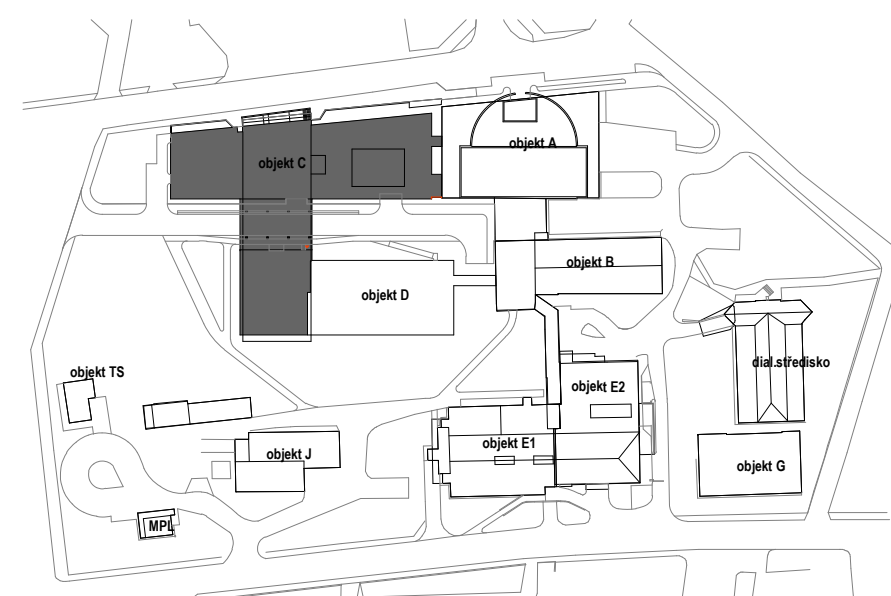 objekt A
objekt C
objekt B
objekt D
dial.středisko
objekt TS
objekt E2
objekt E1
objekt J
objekt G
MPL